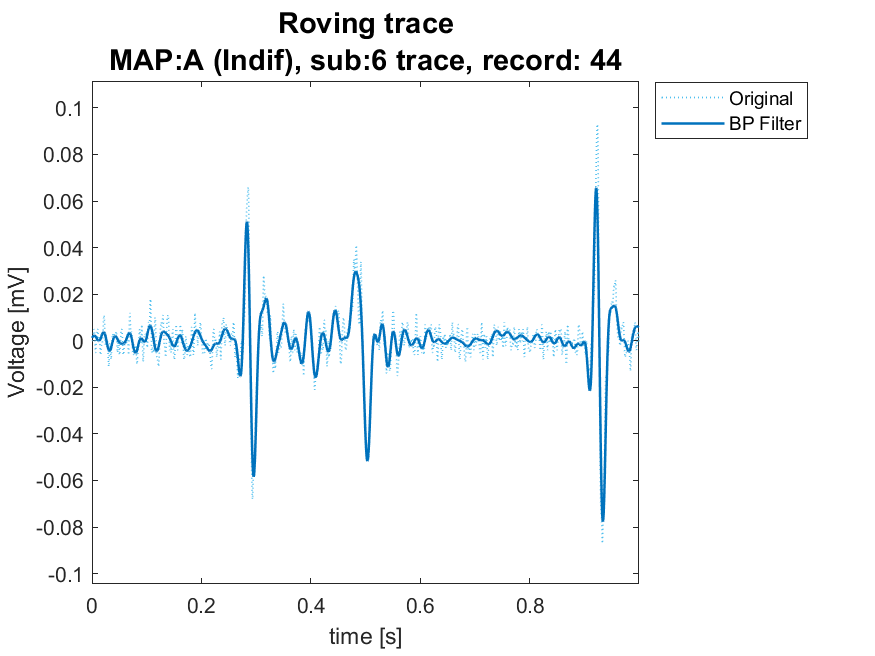 Roving trace
MAP:A (Indif), sub:6 trace, record: 44
Original
BP Filter
0.1
0.08
0.06
0.04
0.02
0
-0.02
-0.04
-0.06
-0.08
-0.1
Voltage [mV]
0 0.2 0.4 0.6 0.8
time [s]